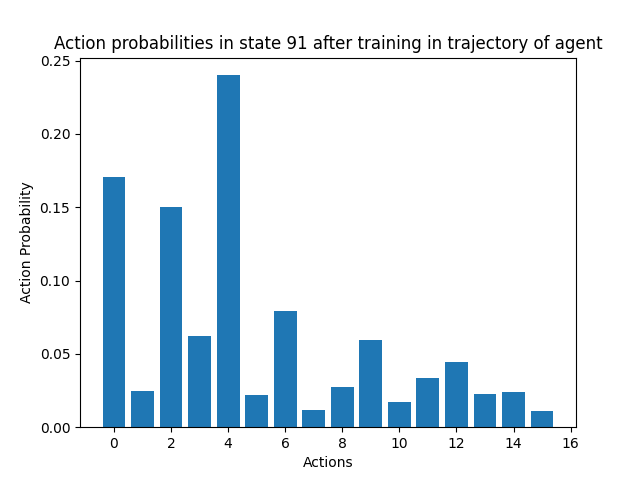 Action probabilities in state 91 after training in trajectory of agent
0.25
0.20
0.15
0.10
0.05
0.00
Action Probability
0 2 4 6 8 10 12 14 16
Actions